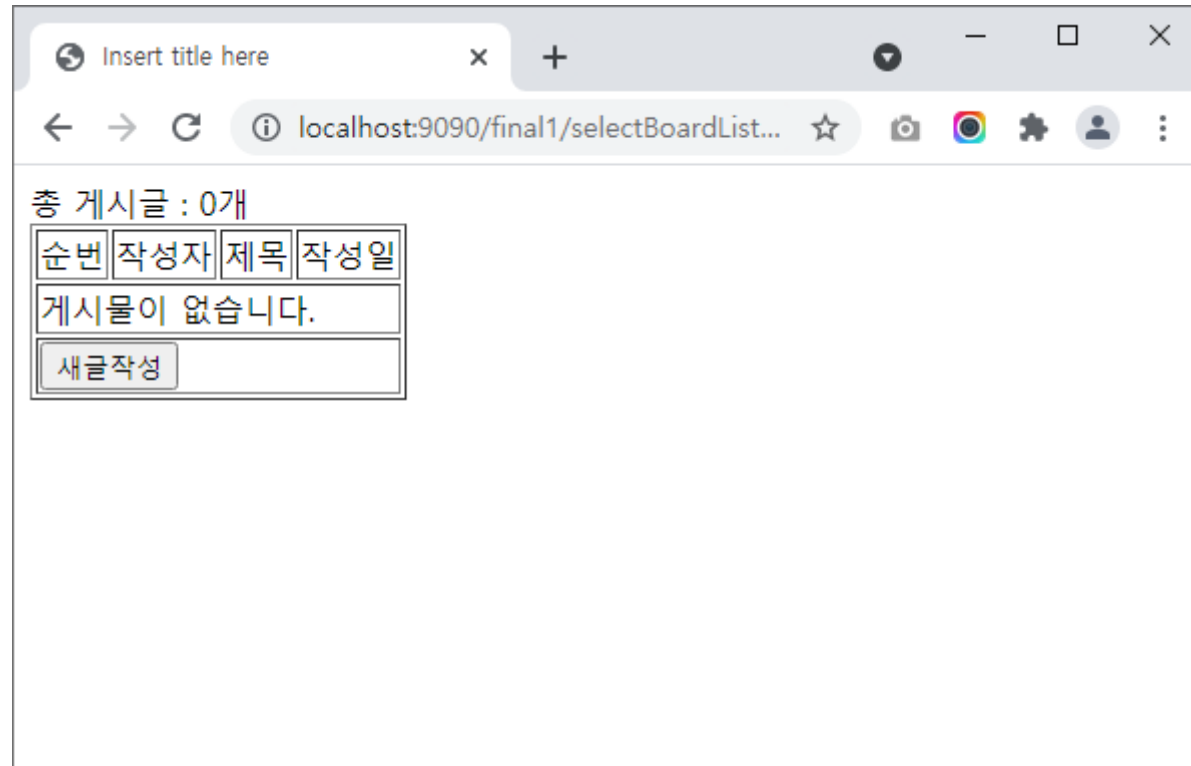 Insert title here
localhost:9090/final1/selectBoardList...
총 게시글 : 0개
순번 작성자 제목 작성일
게시물이 없습니다.
새글작성